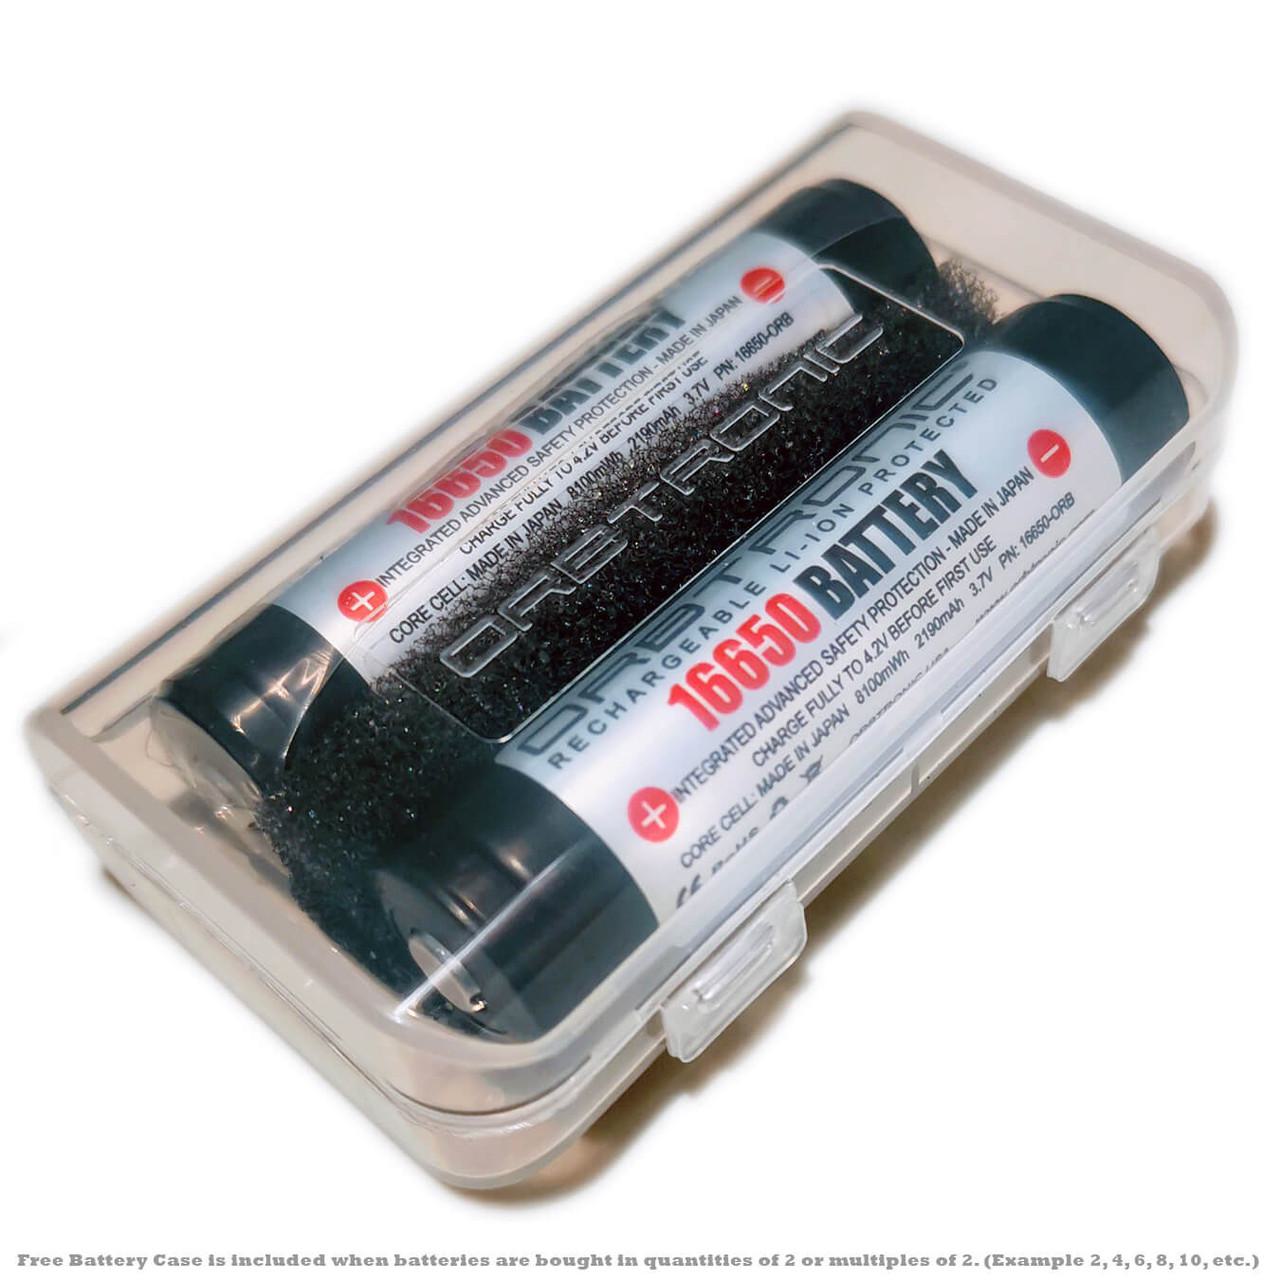 16650 BATTERY
INTEGRATED ADVANCED SAFETY PROTECTION - MADE IN JAPAN
CHARGE FULLY TO 4.2V BEFORE FIRST USE
CORE CELL: MADE IN JAPAN 8100mWh 2190mAh 3.7V PN: 16650-ORB
ORBTRONIC
ORBTRONIC
RECHARGEABLE LI-ION PROTECTED
16650 BATTERY
INTEGRATED ADVANCED SAFETY PROTECTION - MADE IN JAPAN
CHARGE FULLY TO 4.2V BEFORE FIRST USE
CORE CELL: MADE IN JAPAN 8100mWh 2190mAh 3.7V PN: 16650-ORB
CE RoHS
Free Battery Case is included when batteries are bought in quantities of 2 or multiples of 2. (Example 2, 4, 6, 8, 10, etc.)